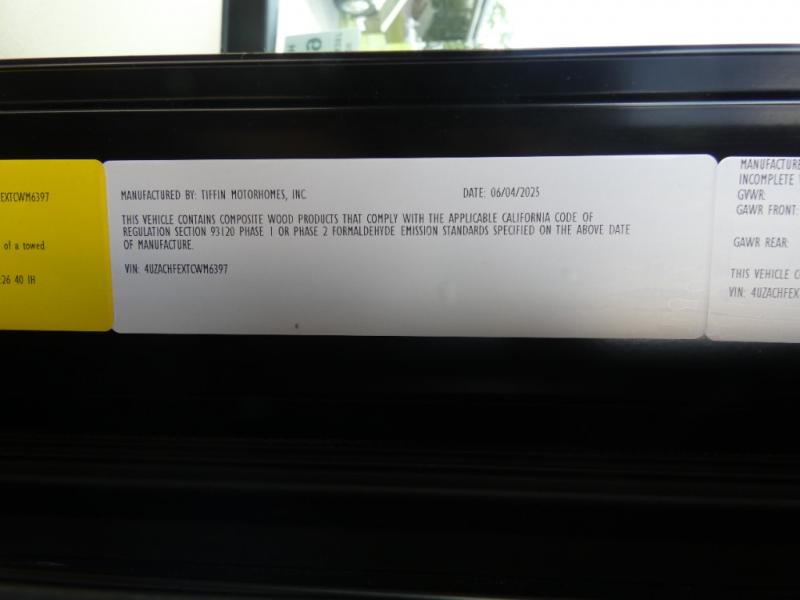 EXTCWM6397
of a towed
26 40 IH
MANUFACTURED BY: TIFFIN MOTORHOMES, INC DATE: 06/04/2025
THIS VEHICLE CONTAINS COMPOSITE WOOD PRODUCTS THAT COMPLY WITH THE APPLICABLE CALIFORNIA CODE OF
REGULATION SECTION 93120 PHASE 1 OR PHASE 2 FORMALDEHYDE EMISSION STANDARDS SPECIFIED ON THE ABOVE DATE
OF MANUFACTURE.
VIN: 4UZACHFEXTCWM6397
MANUFACTURE
INCOMPLETE
GVWR:
GAWR FRONT:
GAWR REAR:
THIS VEHICLE C
VIN: 4UZACHFEX